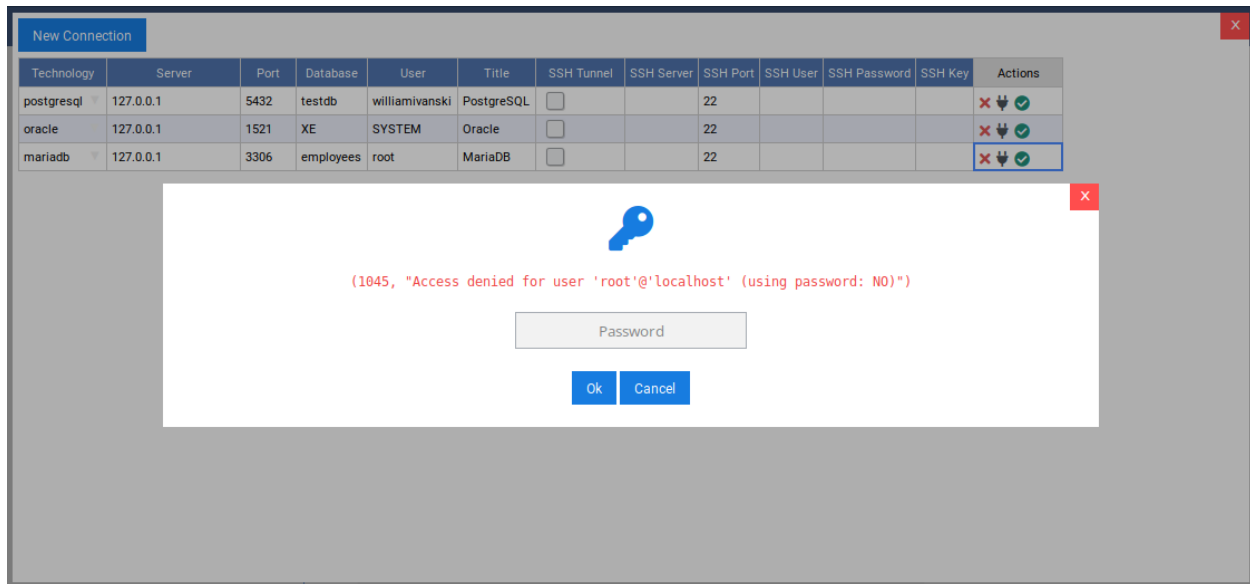 X
New Connection
Technology Server Port Database User Title SSH Tunnel SSH Server SSH Port SSH User SSH Password SSH Key Actions
postgresql 127.0.0.1 5432 testdb williamivanski PostgreSQL 22
oracle 127.0.0.1 1521 XE SYSTEM Oracle 22
mariadb 127.0.0.1 3306 employees root MariaDB 22
X
(1045, "Access denied for user 'root'@'localhost' (using password: NO)")
Password
Ok Cancel